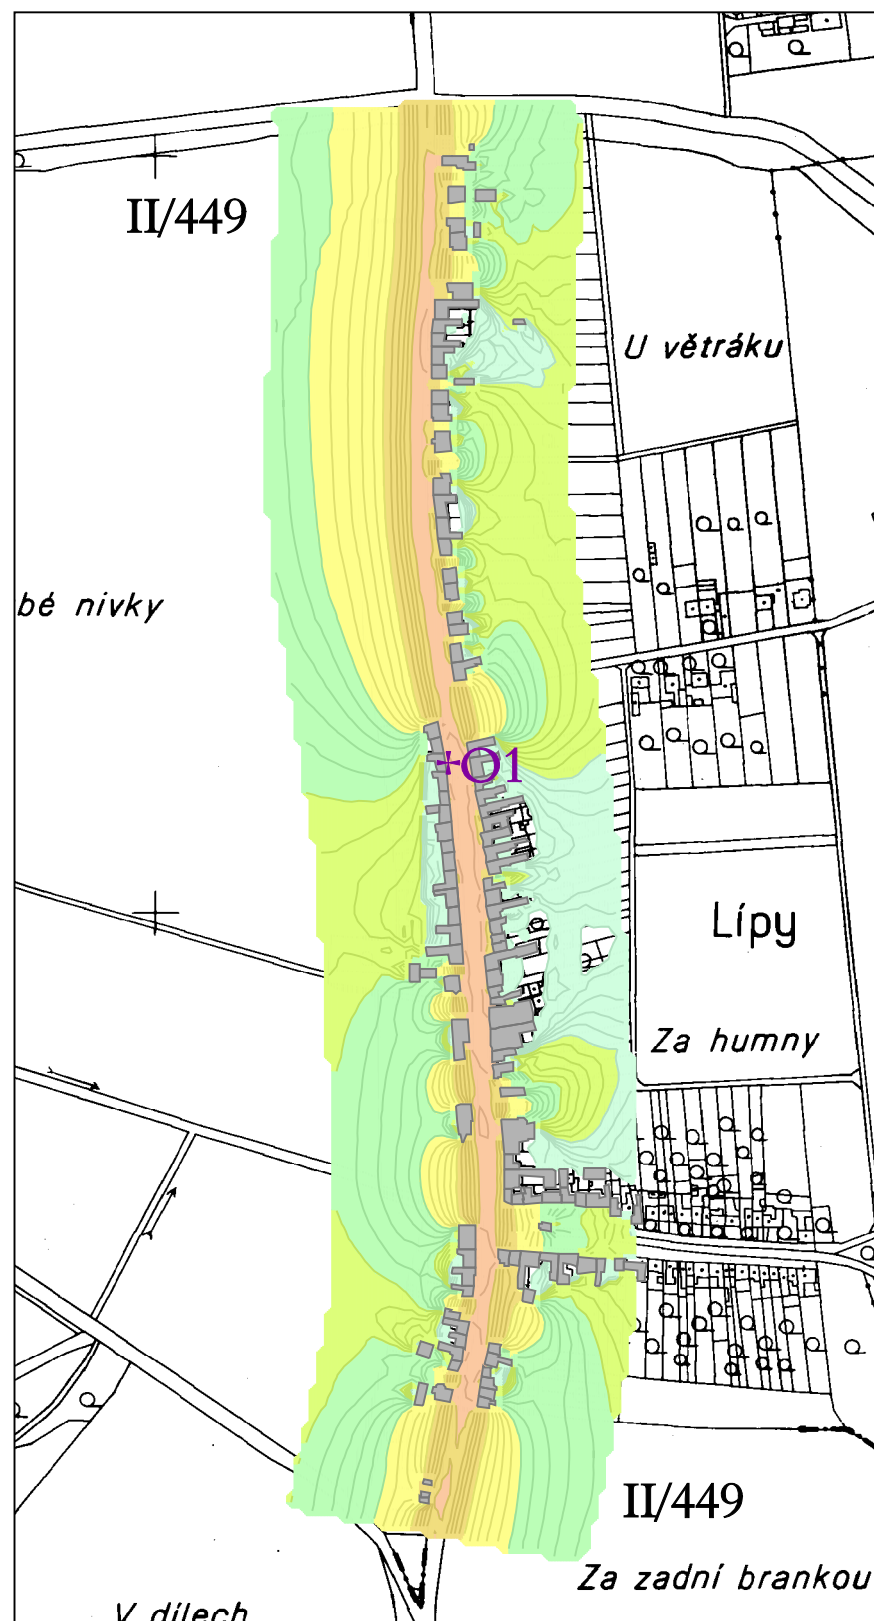 II/449
U větráku
bé nivky
O1
Lípy
Za humny
II/449
Za zadní brankou
V dílech